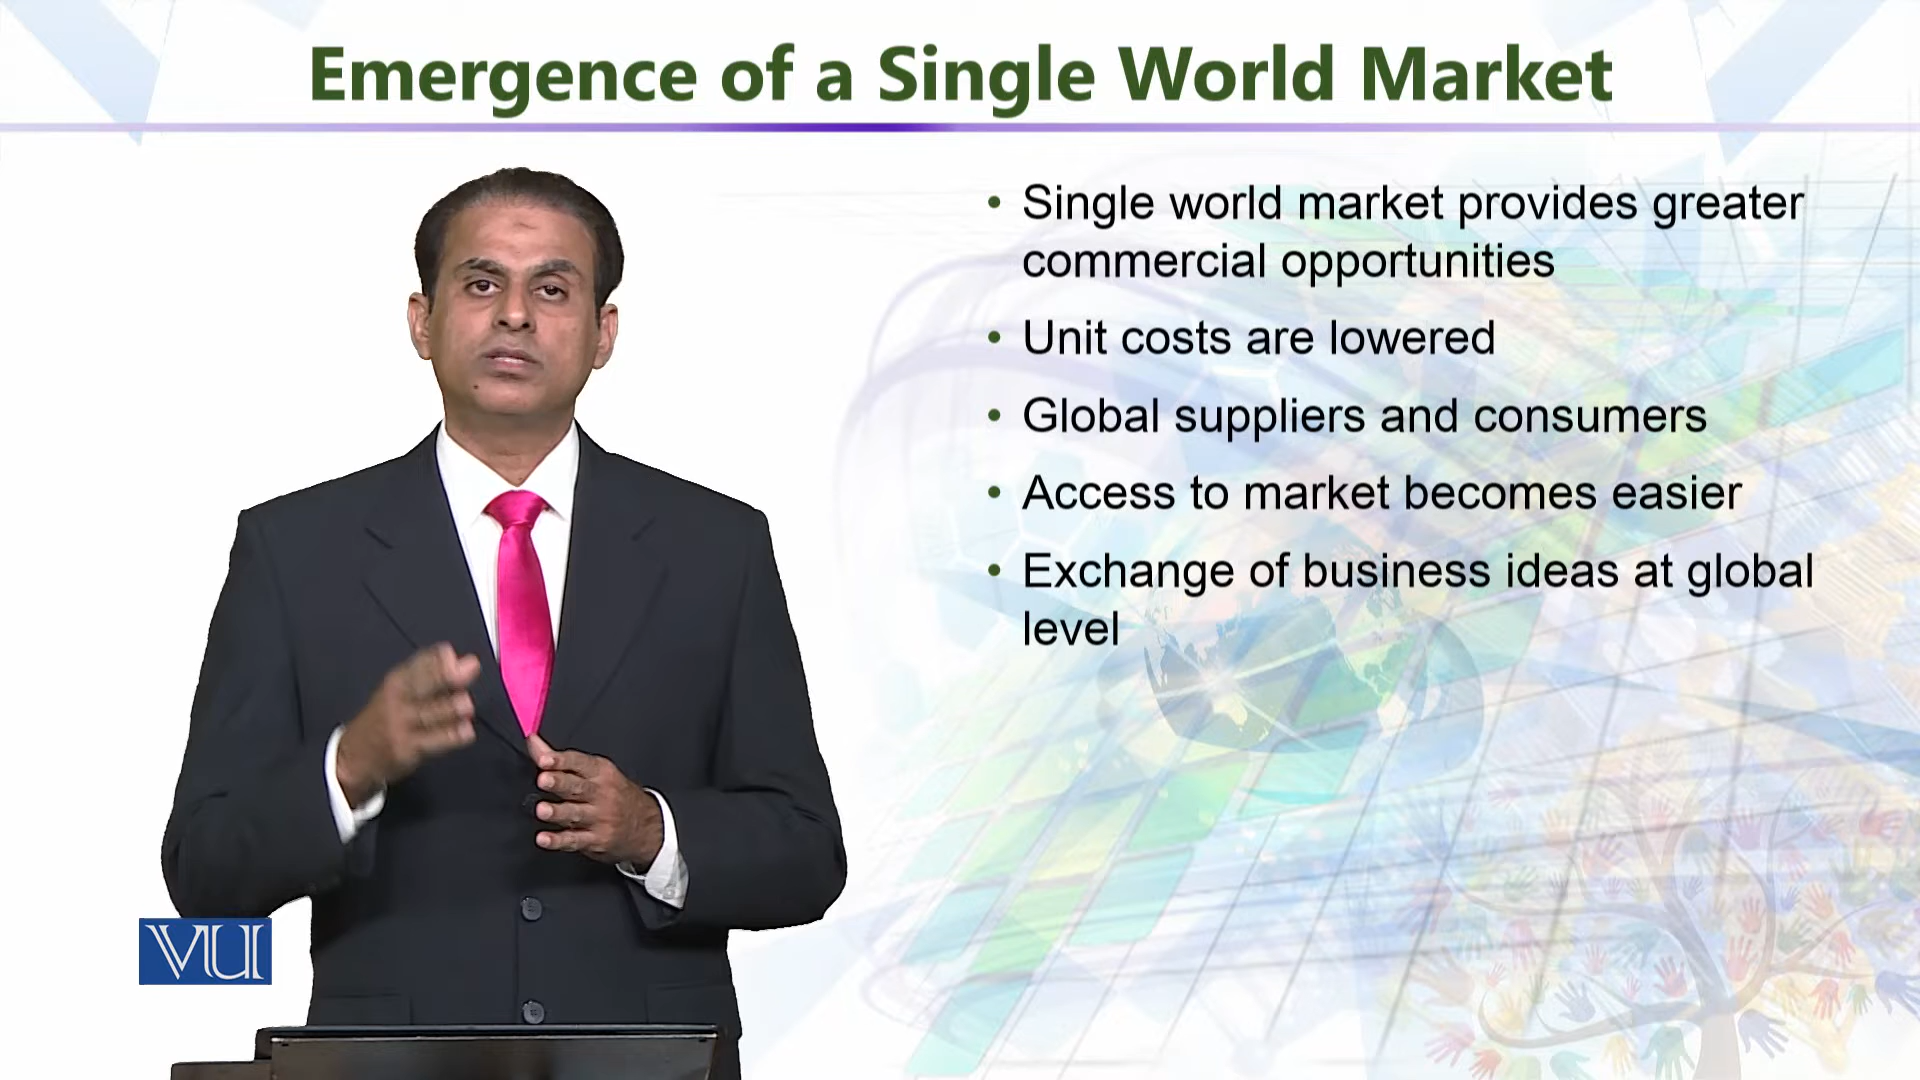 Emergence of a Single World Market
• Single world market provides greater
commercial opportunities
• Unit costs are lowered
• Global suppliers and consumers
• Access to market becomes easier
• Exchange of business ideas at global
level
VU